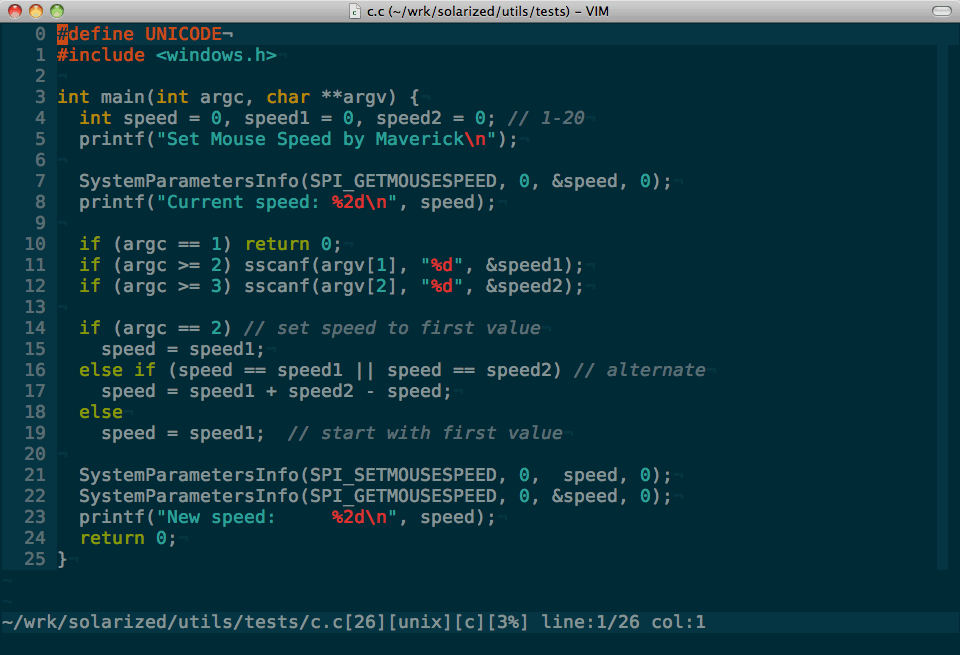 c.c (~/wrk/solarized/utils/tests) – VIM
0 #define UNICODE¬
1 #include <windows.h>¬
2 ¬
3 int main(int argc, char **argv) {¬
4   int speed = 0, speed1 = 0, speed2 = 0; // 1-20¬
5   printf("Set Mouse Speed by Maverick\n");¬
6 ¬
7   SystemParametersInfo(SPI_GETMOUSESPEED, 0, &speed, 0);¬
8   printf("Current speed: %2d\n", speed);¬
9 ¬
10   if (argc == 1) return 0;¬
11   if (argc >= 2) sscanf(argv[1], "%d", &speed1);¬
12   if (argc >= 3) sscanf(argv[2], "%d", &speed2);¬
13 ¬
14   if (argc == 2) // set speed to first value¬
15     speed = speed1;¬
16   else if (speed == speed1 || speed == speed2) // alternate¬
17     speed = speed1 + speed2 - speed;¬
18   else¬
19     speed = speed1;  // start with first value¬
20 ¬
21   SystemParametersInfo(SPI_SETMOUSESPEED, 0,  speed, 0);¬
22   SystemParametersInfo(SPI_GETMOUSESPEED, 0, &speed, 0);¬
23   printf("New speed:     %2d\n", speed);¬
24   return 0;¬
25 }¬
~
~
~/wrk/solarized/utils/tests/c.c[26][unix][c][3%] line:1/26 col:1